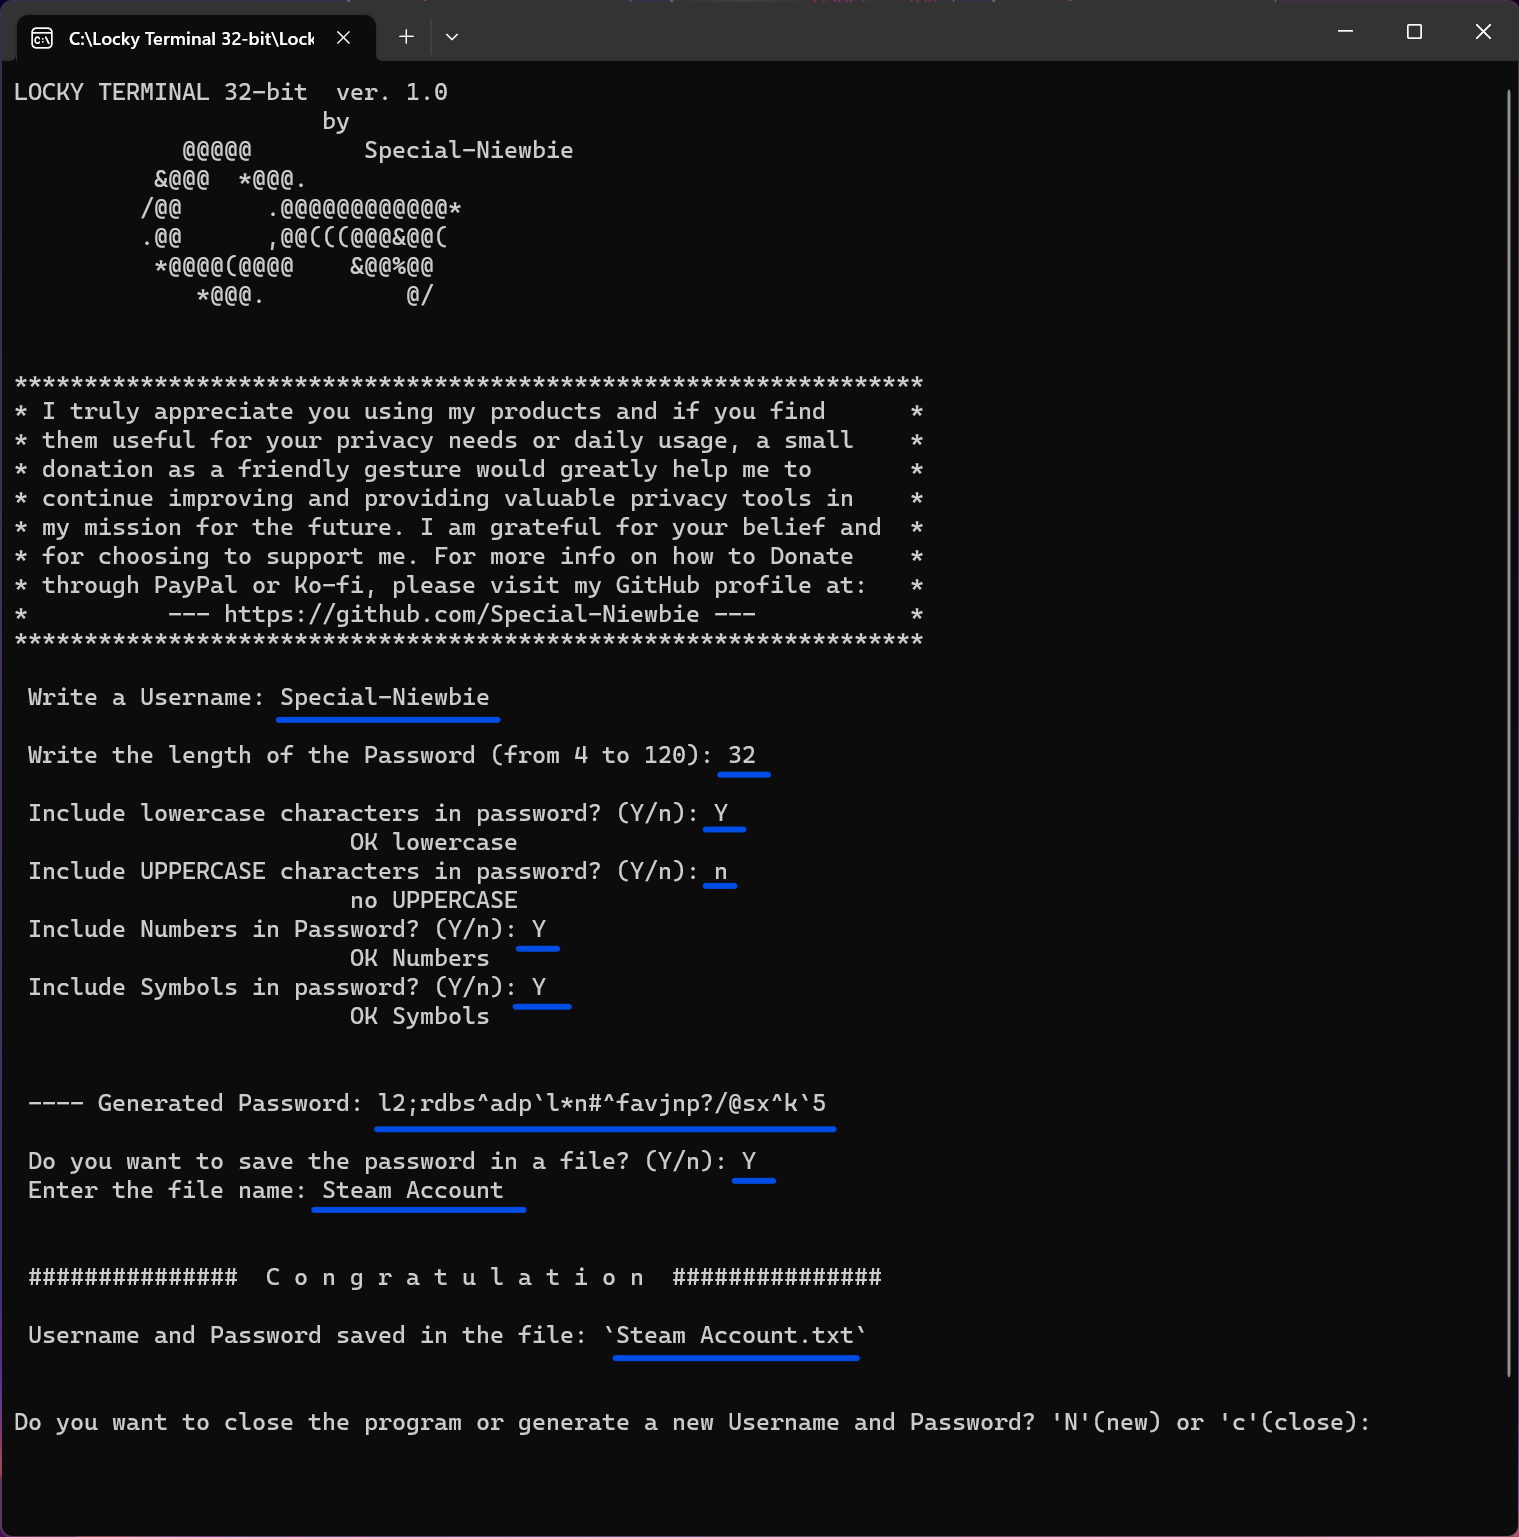 C:\Locky Terminal 32-bit\Lock
LOCKY TERMINAL 32-bit  ver. 1.0
                      by
            @@@@@        Special-Niewbie
          &@@@  *@@@.
         /@@      .@@@@@@@@@@@@*
         .@@      ,@@(((@@@&@@(
          *@@@@(@@@@    &@@%@@
             *@@@.          @/
*****************************************************************
* I truly appreciate you using my products and if you find      *
* them useful for your privacy needs or daily usage, a small    *
* donation as a friendly gesture would greatly help me to       *
* continue improving and providing valuable privacy tools in    *
* my mission for the future. I am grateful for your belief and  *
* for choosing to support me. For more info on how to Donate    *
* through PayPal or Ko-fi, please visit my GitHub profile at:   *
*          --- https://github.com/Special-Niewbie ---           *
*****************************************************************
Write a Username: Special-Niewbie
Write the length of the Password (from 4 to 120): 32
Include lowercase characters in password? (Y/n): Y
OK lowercase
Include UPPERCASE characters in password? (Y/n): n
no UPPERCASE
Include Numbers in Password? (Y/n): Y
OK Numbers
Include Symbols in password? (Y/n): Y
OK Symbols
---- Generated Password: l2;rdbs^adp`l*n#^favjnp?/@sx^k`5
Do you want to save the password in a file? (Y/n): Y
Enter the file name: Steam Account
###############  C o n g r a t u l a t i o n  ###############
Username and Password saved in the file: `Steam Account.txt`
Do you want to close the program or generate a new Username and Password? 'N'(new) or 'c'(close):